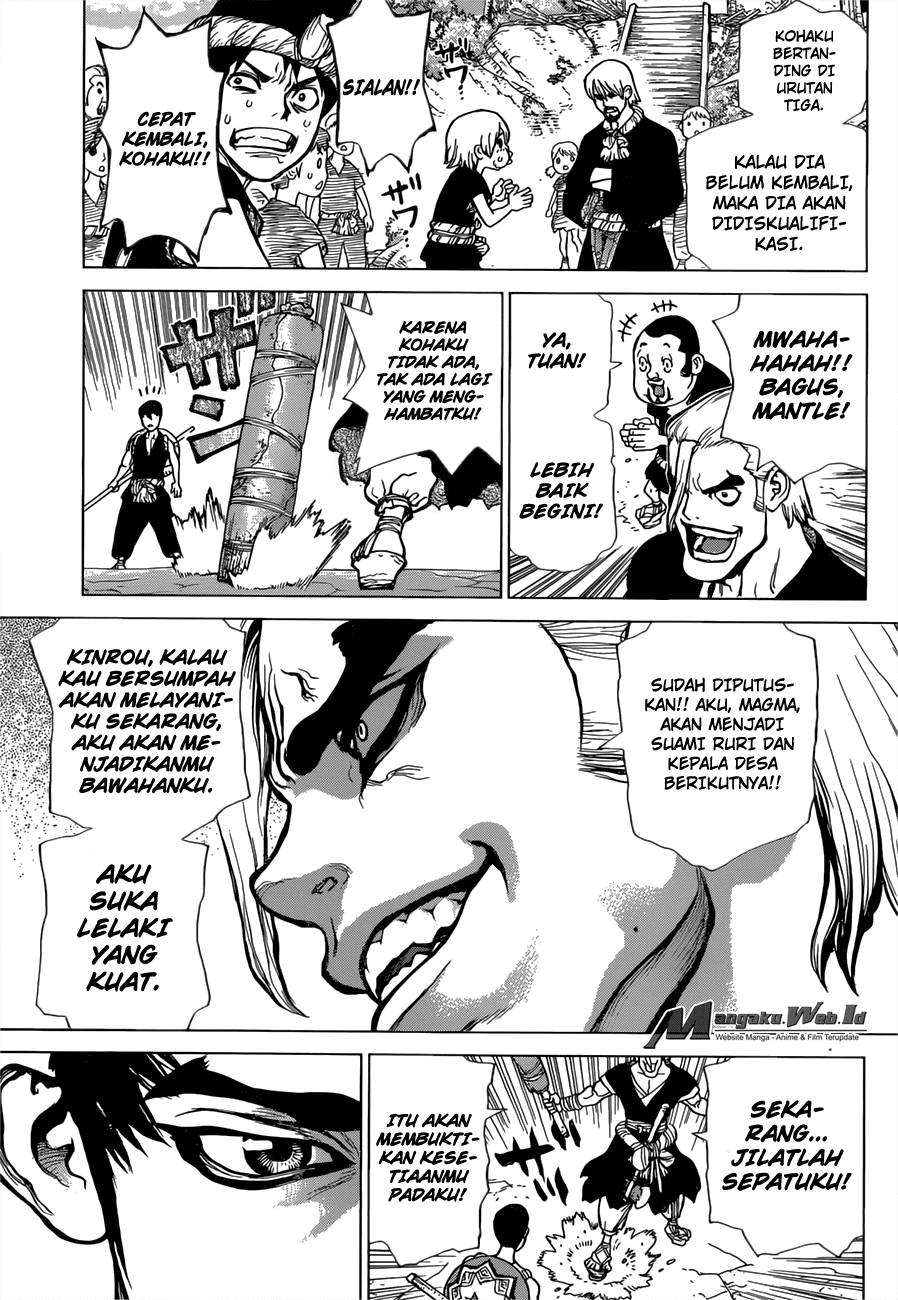 KOHAKU
BERTAN-
DING DI
URUTAN
TIGA.
KALAU DIA
BELUM KEMBALI,
MAKA DIA AKAN
DIDISKUALIFI-
KASI.
ザワ
ザワ
SIALAN!!
CEPAT
KEMBALI,
KOHAKU!!
MWAHA-
HAHAH!!
BAGUS,
MANTLE!
YA,
TUAN!
LEBIH
BAIK
BEGINI!
KARENA
KOHAKU
TIDAK ADA,
TAK ADA LAGI
YANG MENG-
HAMBATKU!
SUDAH DIPUTUS-
KAN!! AKU, MAGMA,
AKAN MENJADI
SUAMI RURI DAN
KEPALA DESA
BERIKUTNYA!!
KINROU, KALAU
KAU BERSUMPAH
AKAN MELAYANI-
KU SEKARANG,
AKU AKAN ME-
NJADIKANMU
BAWAHANKU.
AKU
SUKA
LELAKI
YANG
KUAT.
Mangaku.Web.Id
Website Manga - Anime & Film Terupdate
SEKA-
RANG...
JILATLAH
SEPATUKU!
ITU AKAN
MEMBUKTI-
KAN KESE-
TIAANMU
PADAKU!